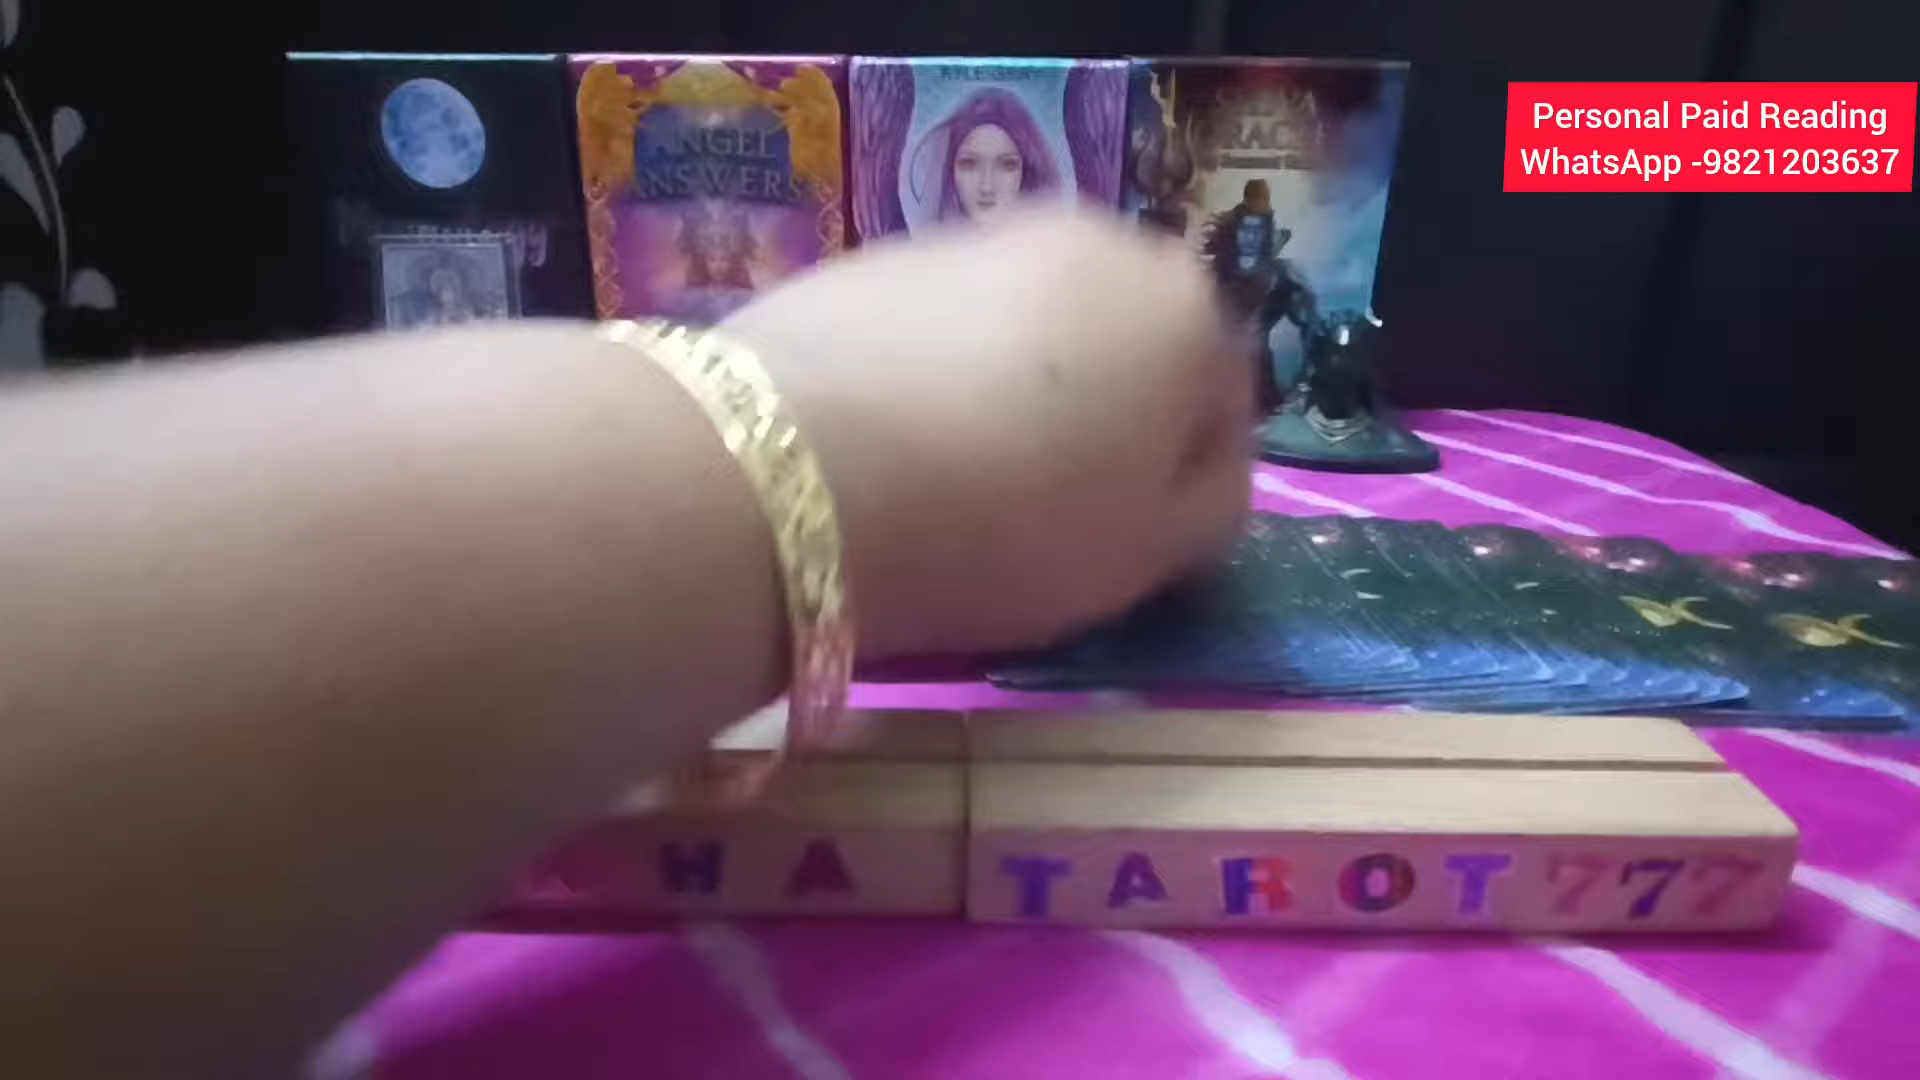 Personal Paid Reading
WhatsApp -9821203637
ANGEL
ANSWERS
HA TAROT 777